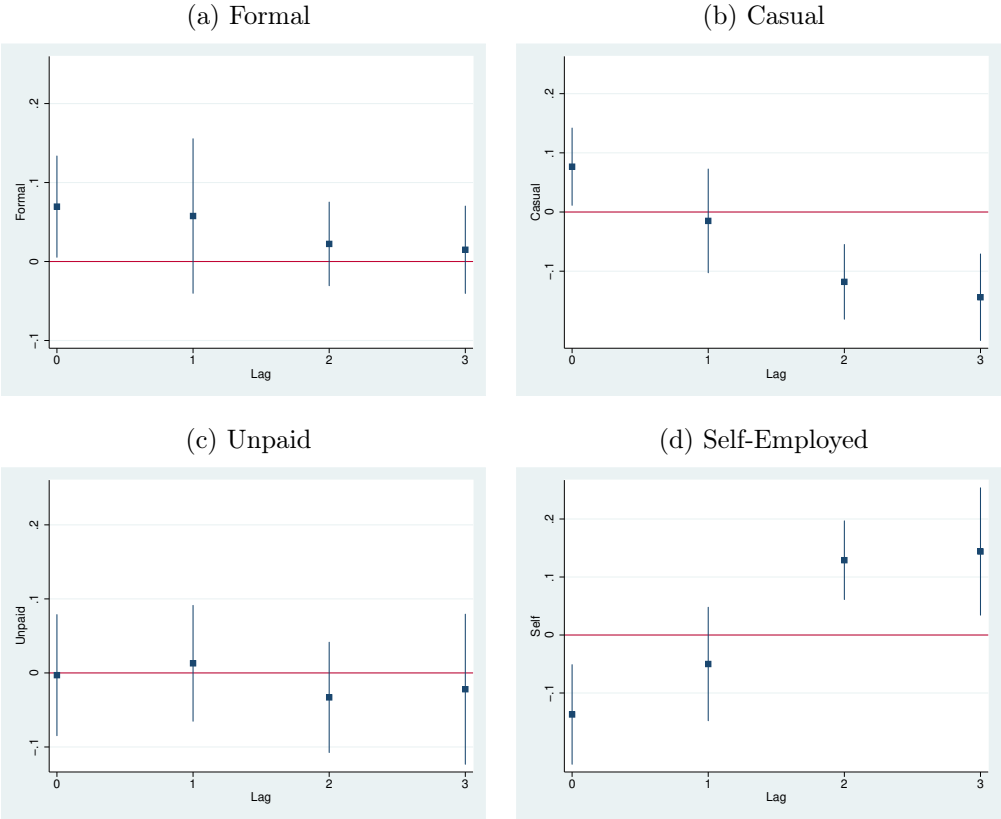 (a) Formal
Formal
.2
.1
0
-.1
0 1 2 3
Lag
(b) Casual
Casual
.2
.1
0
-.1
0 1 2 3
Lag
(c) Unpaid
Unpaid
.2
.1
0
-.1
0 1 2 3
Lag
(d) Self-Employed
Self
.2
.1
0
-.1
0 1 2 3
Lag